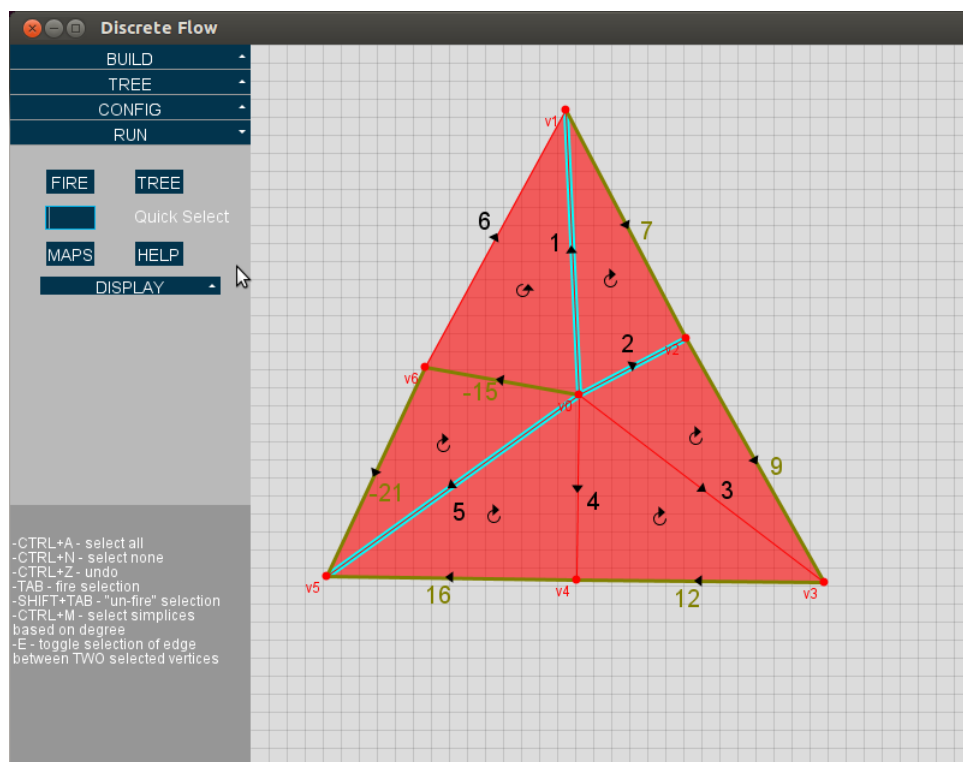 Discrete Flow
BUILD
TREE
CONFIG
RUN
FIRE TREE
Quick Select
MAPS HELP
DISPLAY
-CTRL+A - select all
-CTRL+N - select none
-CTRL+Z - undo
-TAB - fire selection
-SHIFT+TAB - "un-fire" selection
-CTRL+M - select simplices
based on degree
-E - toggle selection of edge
between TWO selected vertices
v1
6
1
7
2
v2
v6
-15
v0
9
-21
5
4
3
v5
16
v4
12
v3